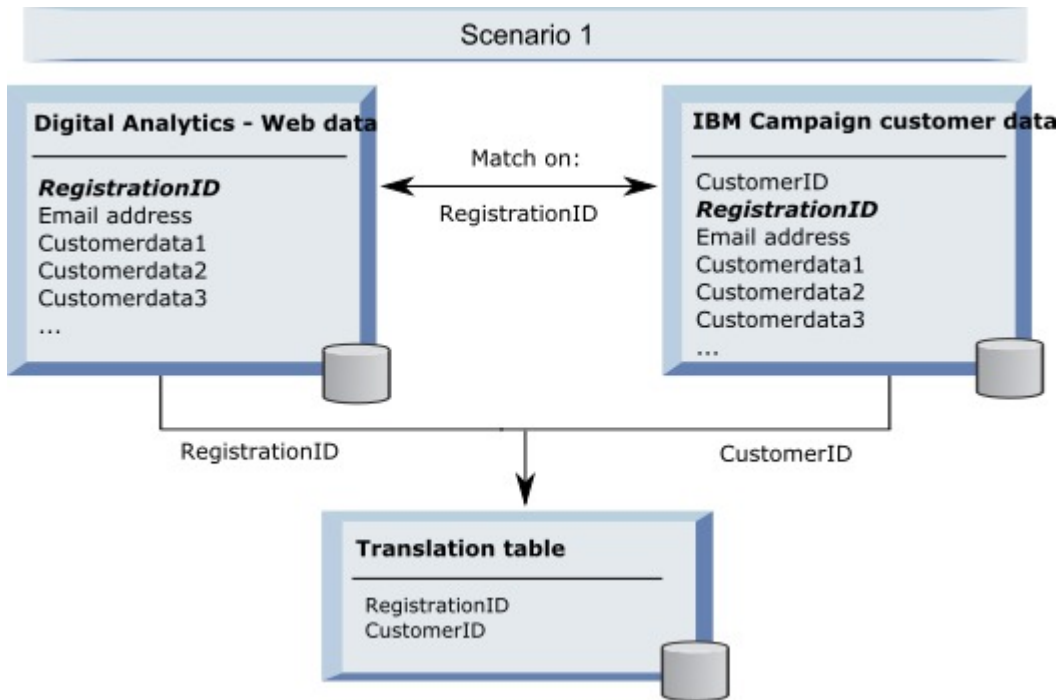 Scenario 1
Digital Analytics - Web data
RegistrationID
Email address
Customerdata1
Customerdata2
Customerdata3
...
Match on:
RegistrationID
IBM Campaign customer data
CustomerID
RegistrationID
Email address
Customerdata1
Customerdata2
Customerdata3
...
RegistrationID
CustomerID
Translation table
RegistrationID
CustomerID